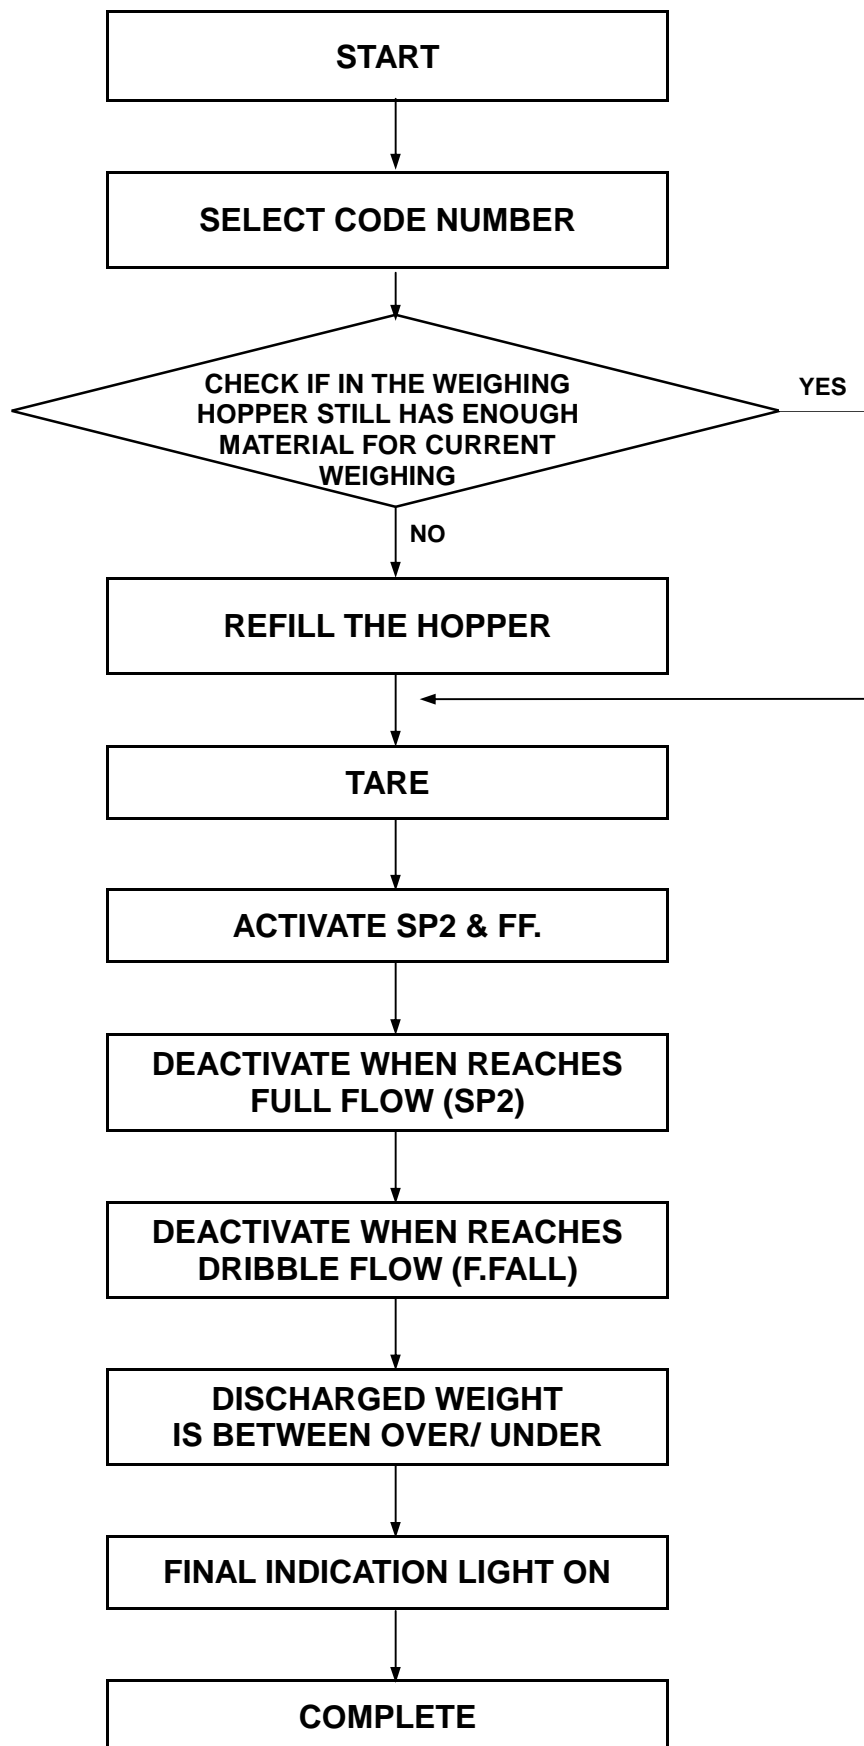 START
SELECT CODE NUMBER
CHECK IF IN THE WEIGHING
HOPPER STILL HAS ENOUGH
MATERIAL FOR CURRENT
WEIGHING
YES
NO
REFILL THE HOPPER
TARE
ACTIVATE SP2 & FF.
DEACTIVATE WHEN REACHES
FULL FLOW (SP2)
DEACTIVATE WHEN REACHES
DRIBBLE FLOW (F.FALL)
DISCHARGED WEIGHT
IS BETWEEN OVER/ UNDER
FINAL INDICATION LIGHT ON
COMPLETE